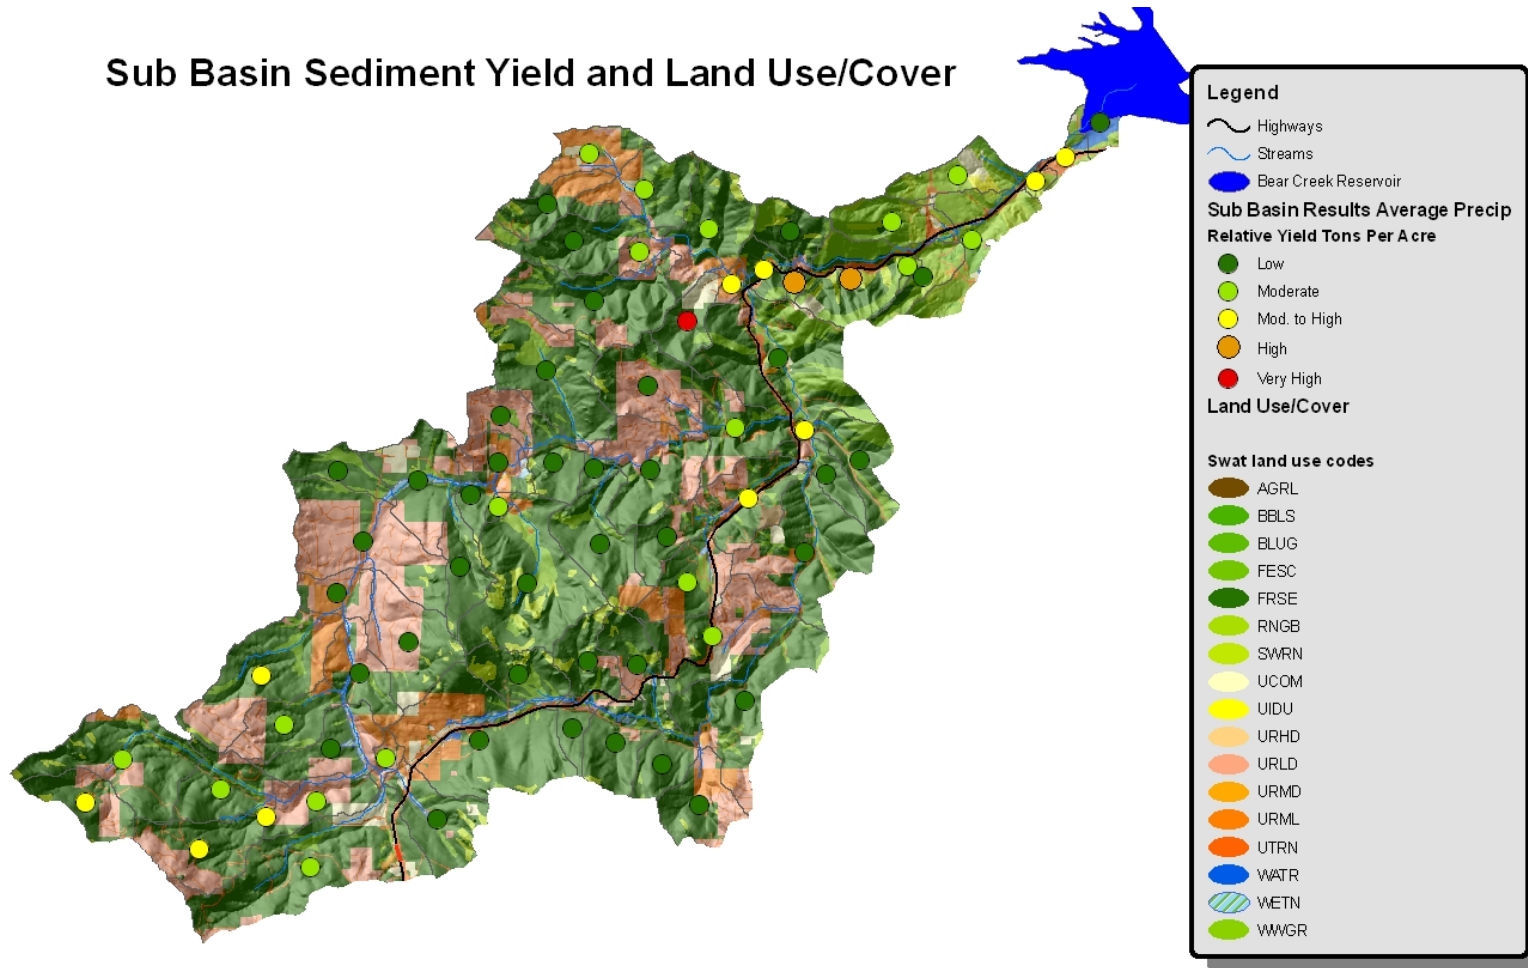 Sub Basin Sediment Yield and Land Use/Cover
Legend
Highways
Streams
Bear Creek Reservoir
Sub Basin Results Average Precip
Relative Yield Tons Per Acre
Low
Moderate
Mod. to High
High
Very High
Land Use/Cover
Swat land use codes
AGRL
BBLS
BLUG
FESC
FRSE
RNGB
SWRN
UCOM
UIDU
URHD
URLD
URMD
URML
UTRN
WATR
WETN
WWGR